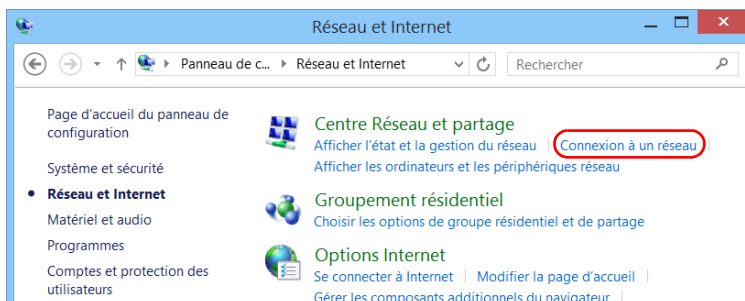 Réseau et Internet
Panneau de c... Réseau et Internet Rechercher
Page d'accueil du panneau de
configuration
Système et sécurité
Réseau et Internet
Matériel et audio
Programmes
Comptes et protection des
utilisateurs
Centre Réseau et partage
Afficher l'état et la gestion du réseau Connexion à un réseau
Afficher les ordinateurs et les périphériques réseau
Groupement résidentiel
Choisir les options de groupe résidentiel et de partage
Options Internet
Se connecter à Internet Modifier la page d'accueil
Gérer les composants additionnels du navigateur